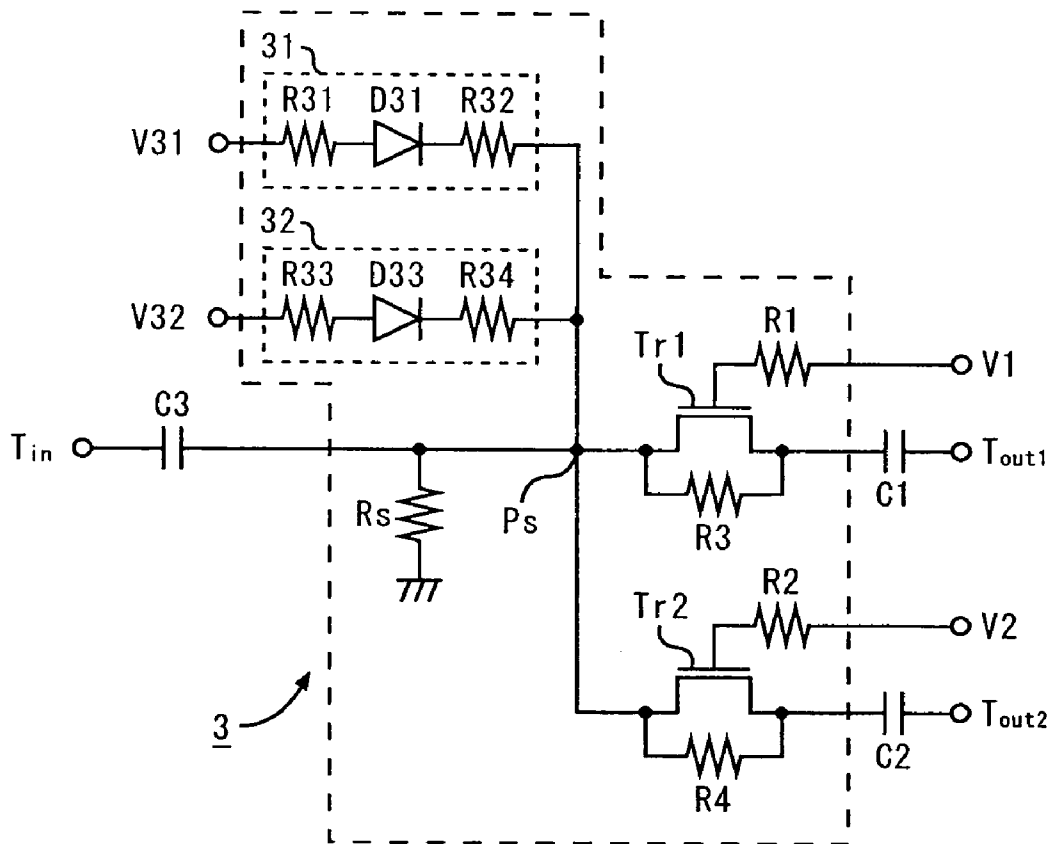 31
R31 D31 R32
V31
32
R33 D33 R34
V32
Tr1 R1
V1
C3
Tin
Tout1
C1
Rs Ps
R3
R2
Tr2
V2
3
Tout2
C2
R4